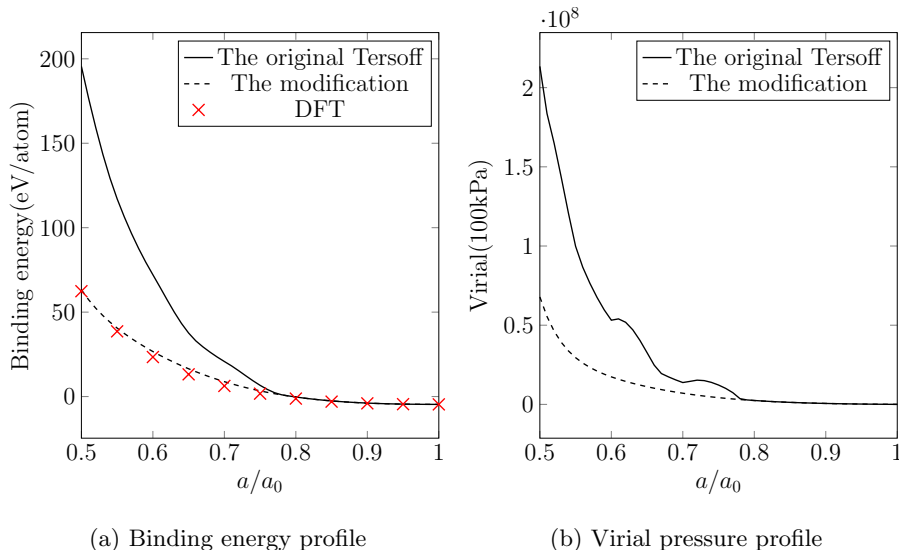 The original Tersoff
The modification
DFT
200
150
100
50
0
0.5 0.6 0.7 0.8 0.9 1
Binding energy(eV/atom)
a/a₀
(a) Binding energy profile
·10⁸
The original Tersoff
The modification
2
1.5
1
0.5
0
0.5 0.6 0.7 0.8 0.9 1
Virial(100kPa)
a/a₀
(b) Virial pressure profile